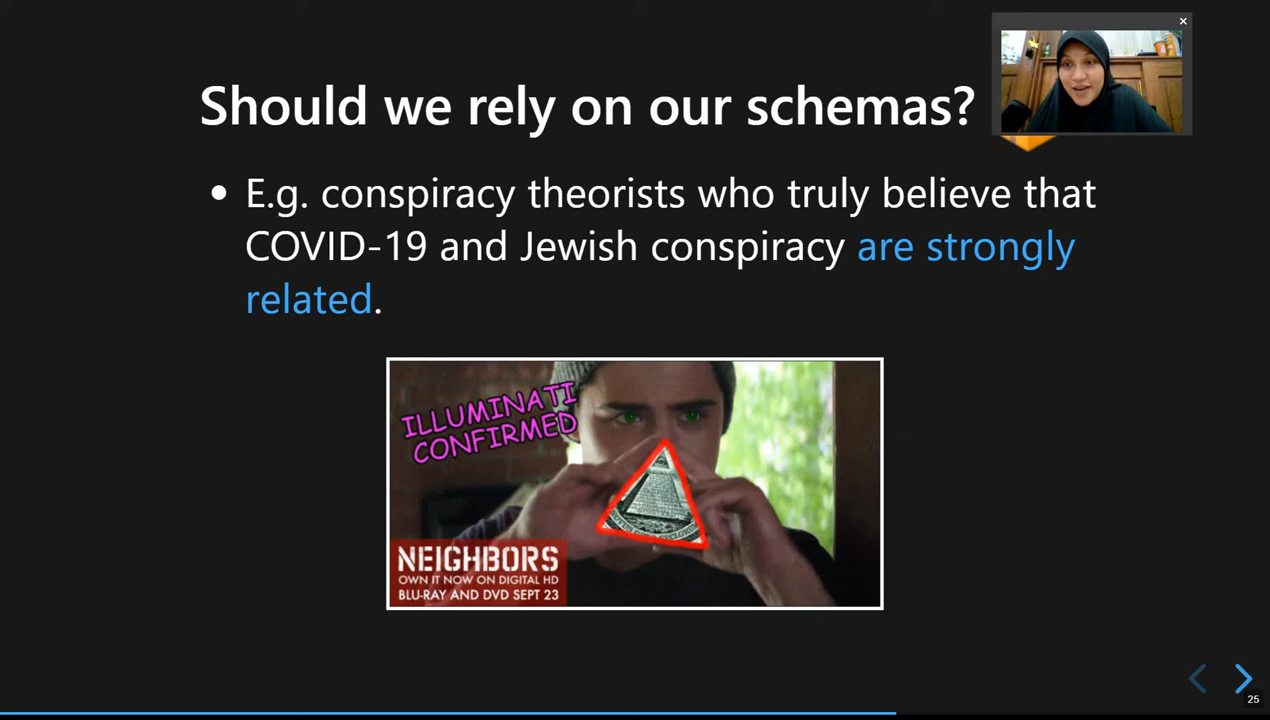 Should we rely on our schemas?
• E.g. conspiracy theorists who truly believe that
COVID-19 and Jewish conspiracy are strongly
related.
ILLUMINATI
CONFIRMED
NEIGHBORS
OWN IT NOW ON DIGITAL HD
BLU-RAY AND DVD SEPT 23
25